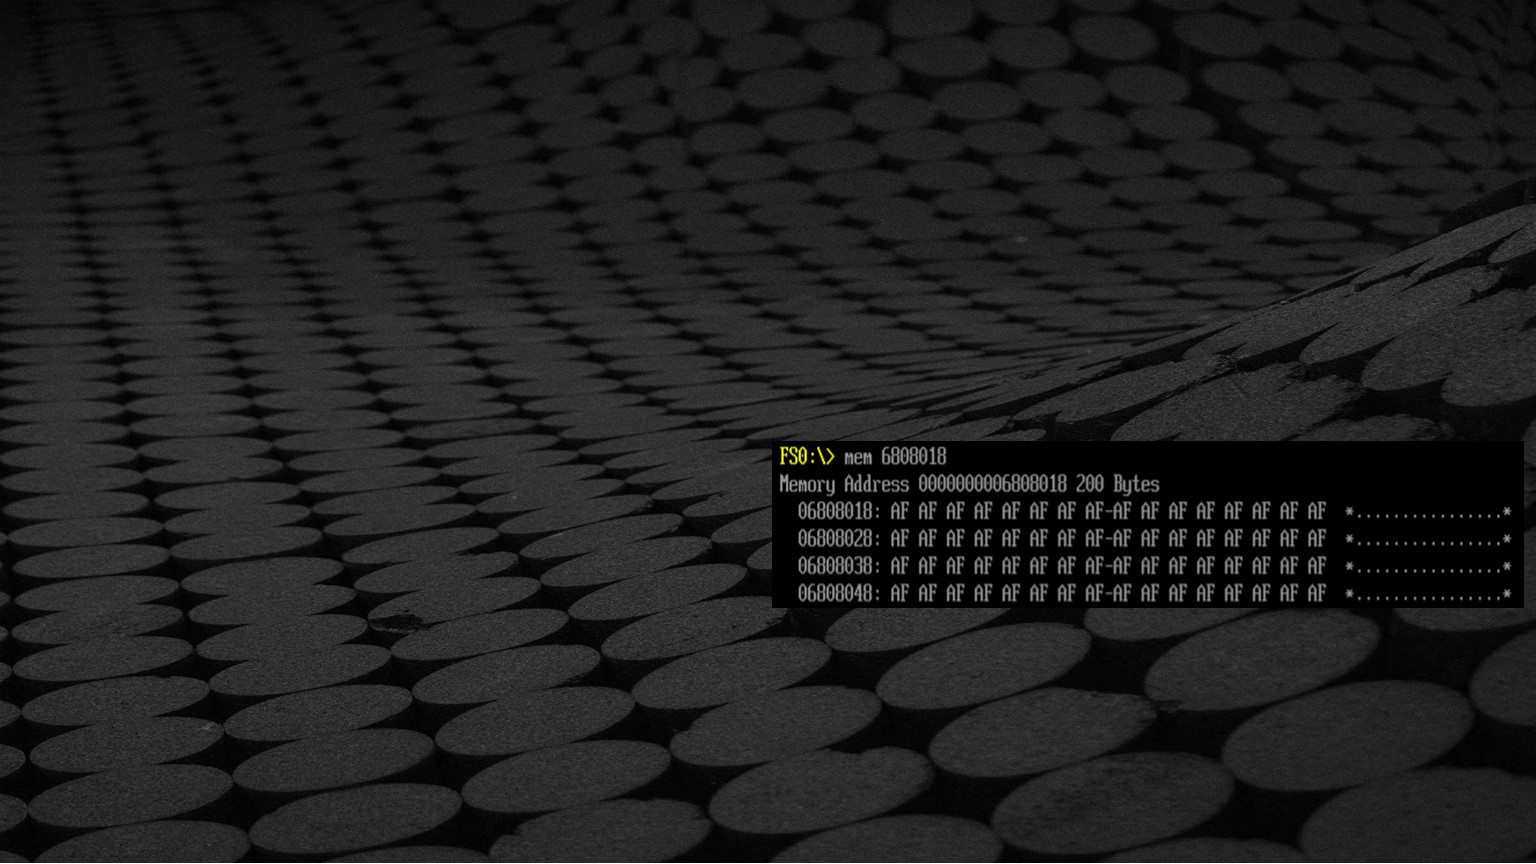 FS0:\> mem 6808018
Memory Address 0000000006808018 200 Bytes
06808018: AF AF AF AF AF AF AF AF-AF AF AF AF AF AF AF AF *................*
06808028: AF AF AF AF AF AF AF AF-AF AF AF AF AF AF AF AF *................*
06808038: AF AF AF AF AF AF AF AF-AF AF AF AF AF AF AF AF *................*
06808048: AF AF AF AF AF AF AF AF-AF AF AF AF AF AF AF AF *................*